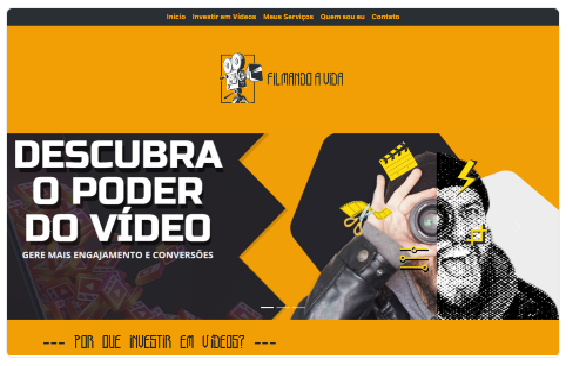 Início Investir em Vídeos Meus Serviços Quem sou eu Contato
FILMANDO A VIDA
DESCUBRA
O PODER
DO VÍDEO
GERE MAIS ENGAJAMENTO E CONVERSÕES
--- POR QUE INVESTIR EM VÍDEOS? ---